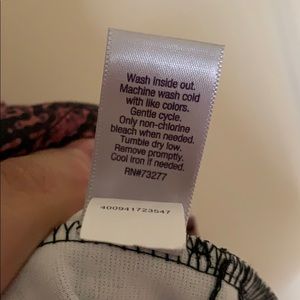 Wash inside out.
Machine wash cold
with like colors.
Gentle cycle.
Only non-chlorine
bleach when needed.
Tumble dry low.
Remove promptly.
Cool iron if needed.
RN#73277
400941723547